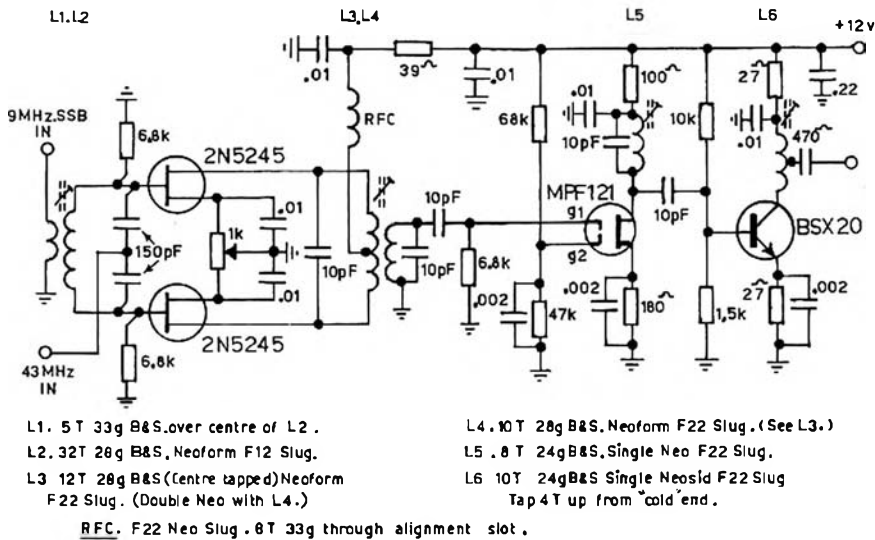 L1.L2
L3.L4
L5
L6
+12v
.01
39~
.01
100~
27~
.22
9MHz.SSB
IN
6.8k
2N5245
RFC
68k
.01
10pF
10k
.01
470~
.01
10pF
MPF121
10pF
BSX20
150pF
1k
10pF
g1
g2
.01
10pF
6.8k
.002
47k
.002
180~
1.5k
27~
.002
2N5245
43MHz
IN
6.8k
L1. 5T 33g B&S.over centre of L2.
L2. 32T 28g B&S. Neoform F12 Slug.
L3 12T 28g B&S(Centre tapped)Neoform
F22 Slug. (Double Neo with L4.)
L4.10T 28g B&S. Neoform F22 Slug.(See L3.)
L5 .8T 24gB&S.Single Neo F22 Slug.
L6 10T 24gB&S Single Neosid F22 Slug
Tap 4T up from "cold" end.
RFC. F22 Neo Slug .8T 33g through alignment slot.